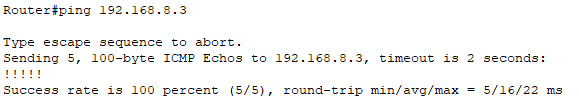 Router#ping 192.168.8.3
Type escape sequence to abort.
Sending 5, 100-byte ICMP Echos to 192.168.8.3, timeout is 2 seconds:
!!!!!
Success rate is 100 percent (5/5), round-trip min/avg/max = 5/16/22 ms